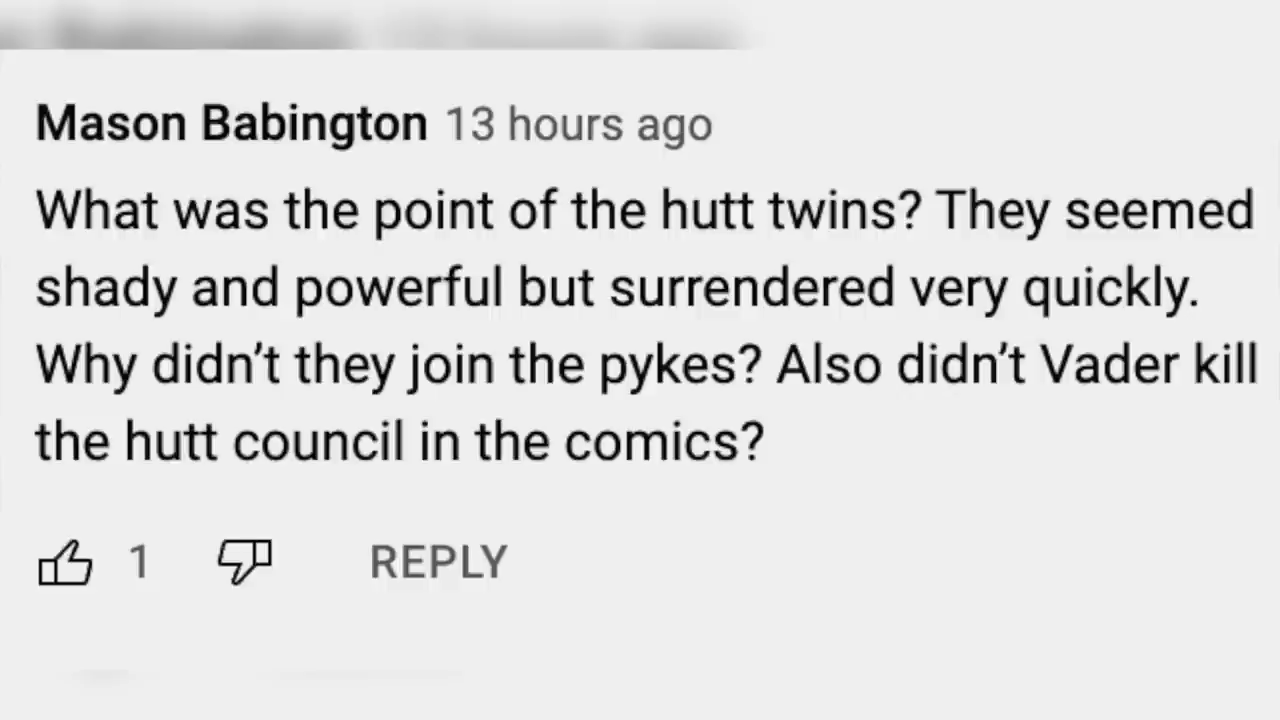 Mason Babington 13 hours ago
What was the point of the hutt twins? They seemed
shady and powerful but surrendered very quickly.
Why didn’t they join the pykes? Also didn’t Vader kill
the hutt council in the comics?
1 REPLY